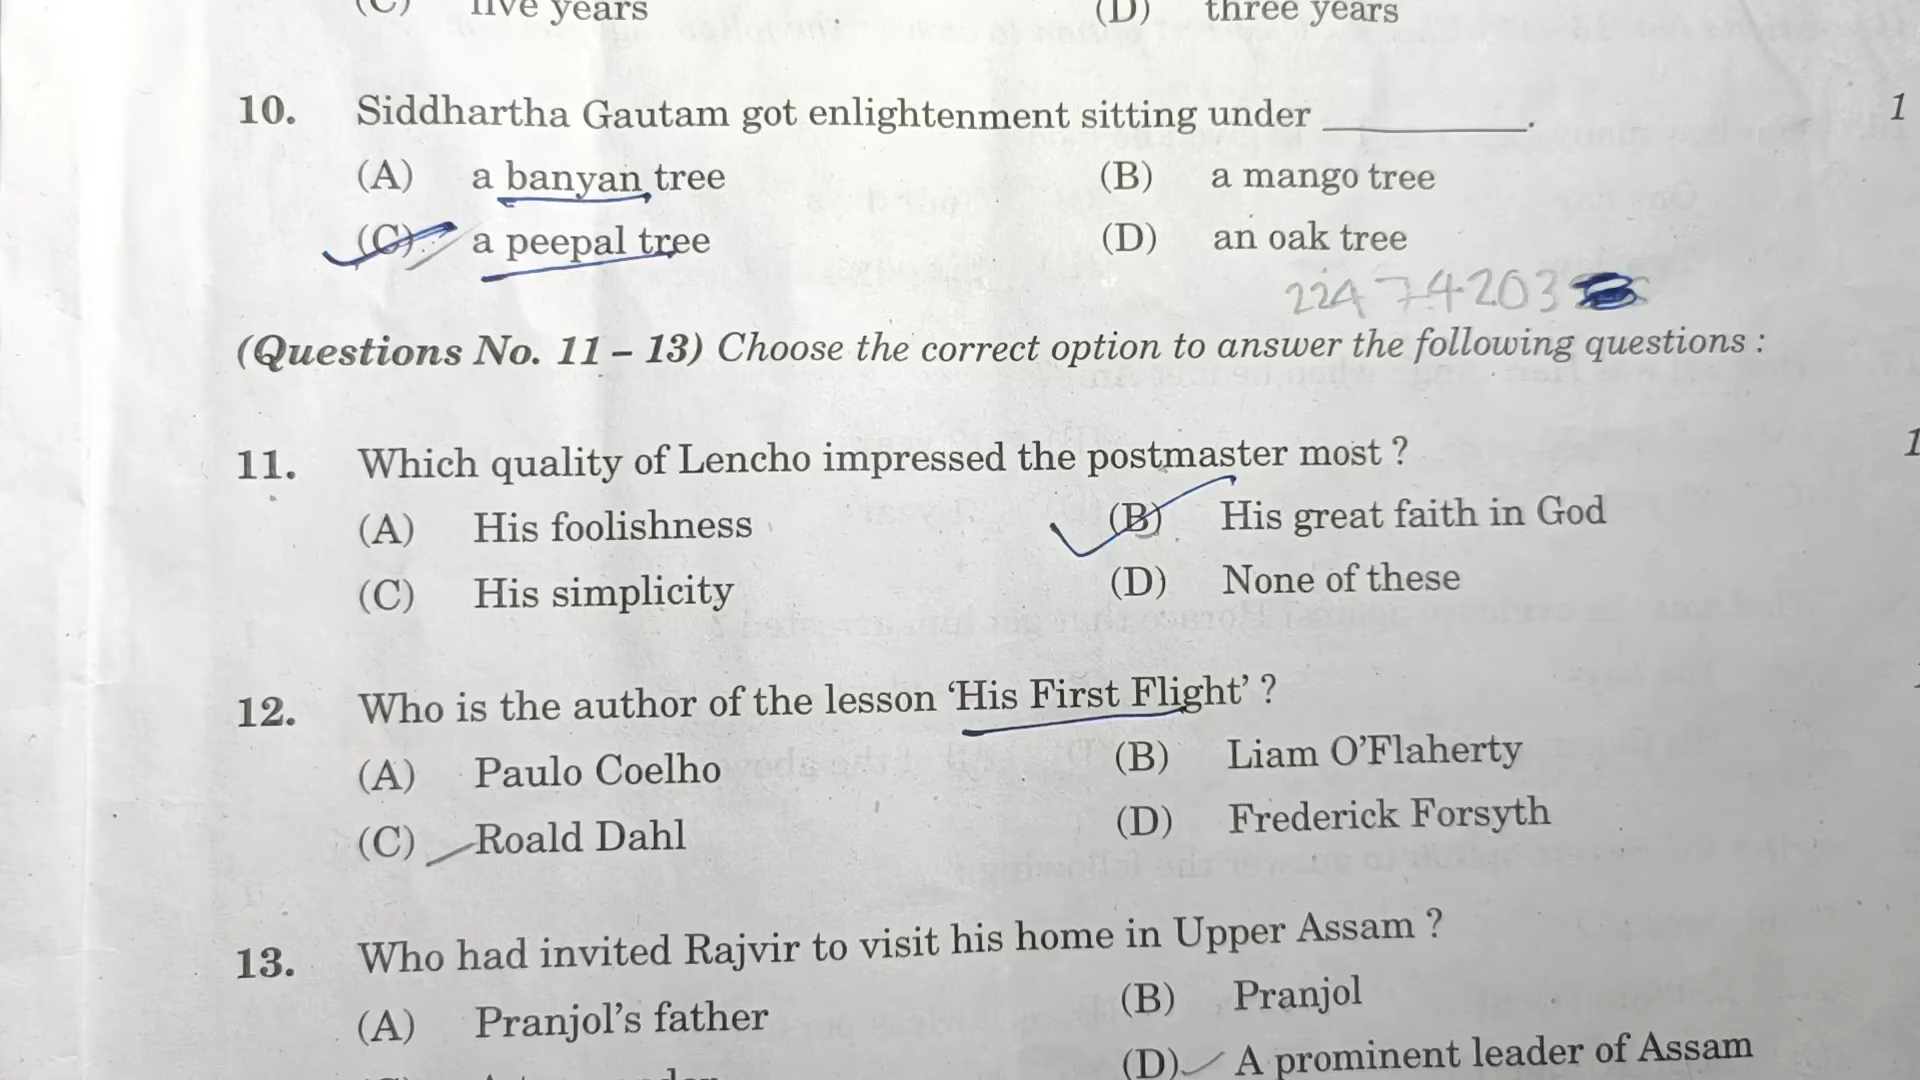 five years (D) three years
10. Siddhartha Gautam got enlightenment sitting under __________. 1
(A) a banyan tree (B) a mango tree
(C) a peepal tree (D) an oak tree
22474203
(Questions No. 11 – 13) Choose the correct option to answer the following questions :
11. Which quality of Lencho impressed the postmaster most ? 1
(A) His foolishness (B) His great faith in God
(C) His simplicity (D) None of these
12. Who is the author of the lesson ‘His First Flight’ ?
(A) Paulo Coelho (B) Liam O’Flaherty
(C) Roald Dahl (D) Frederick Forsyth
13. Who had invited Rajvir to visit his home in Upper Assam ?
(A) Pranjol’s father (B) Pranjol
(D) A prominent leader of Assam